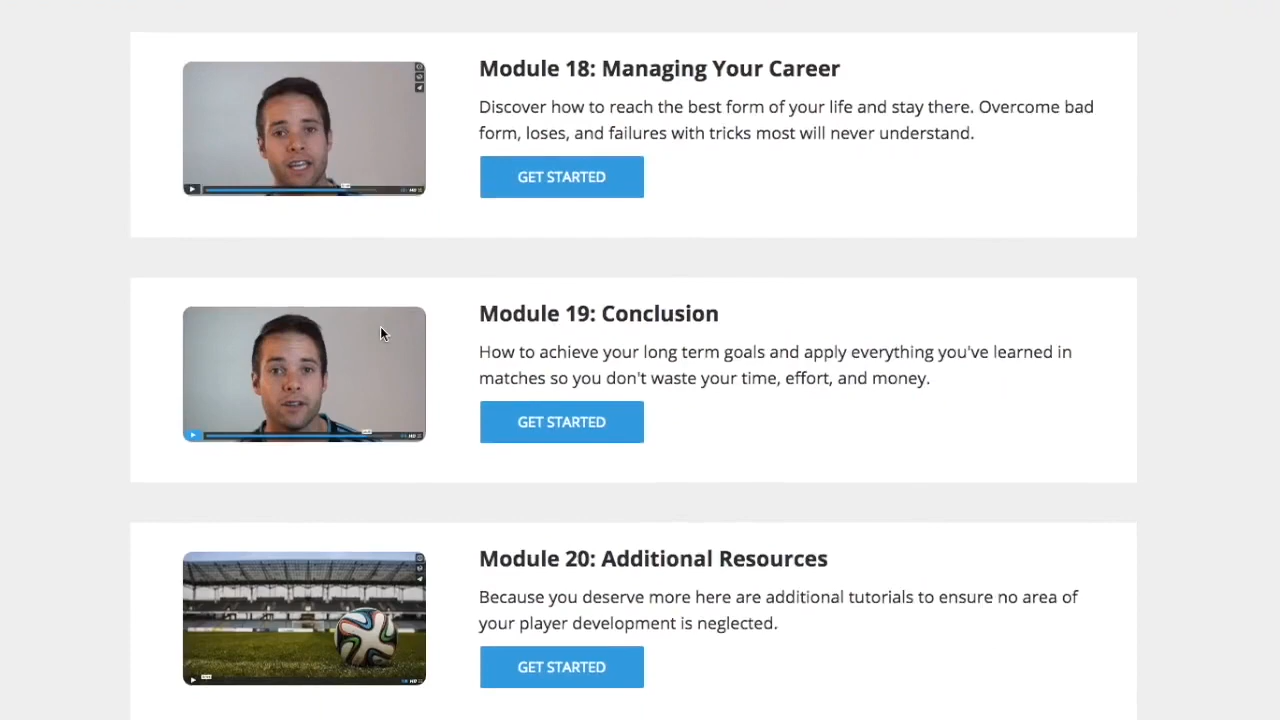 Module 18: Managing Your Career
Discover how to reach the best form of your life and stay there. Overcome bad
form, loses, and failures with tricks most will never understand.
GET STARTED
Module 19: Conclusion
How to achieve your long term goals and apply everything you've learned in
matches so you don't waste your time, effort, and money.
GET STARTED
Module 20: Additional Resources
Because you deserve more here are additional tutorials to ensure no area of
your player development is neglected.
GET STARTED